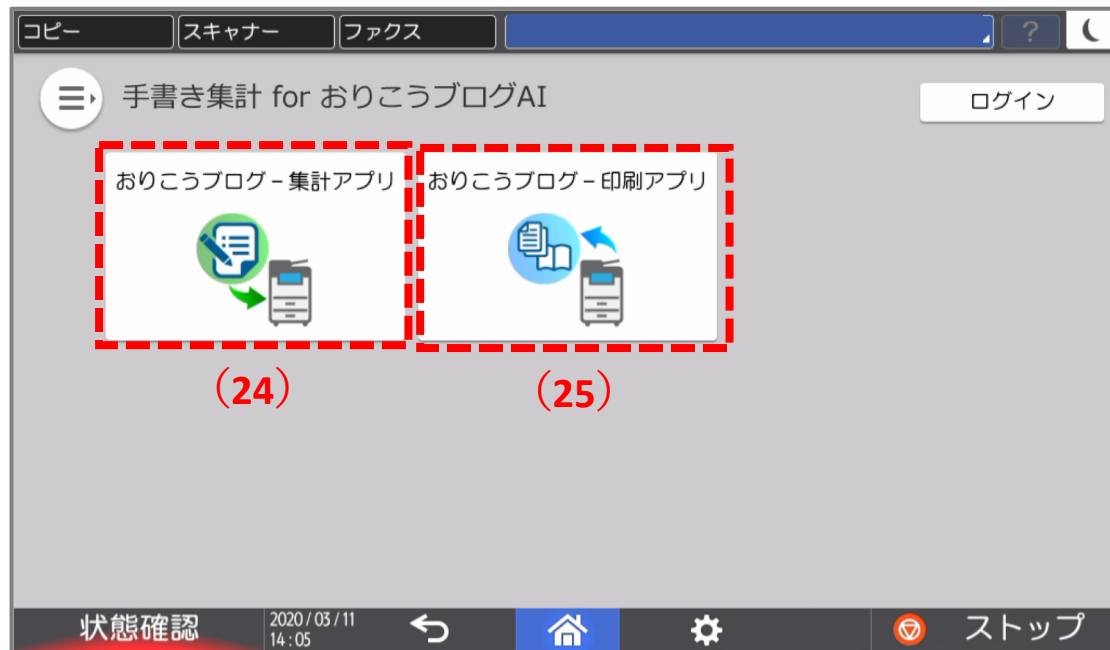 コピー
スキャナー
ファクス
?
手書き集計 for おりこうブログAI
ログイン
おりこうブログ – 集計アプリ
おりこうブログ – 印刷アプリ
（24）
（25）
状態確認
2020 / 03 / 11
14 : 05
ストップ